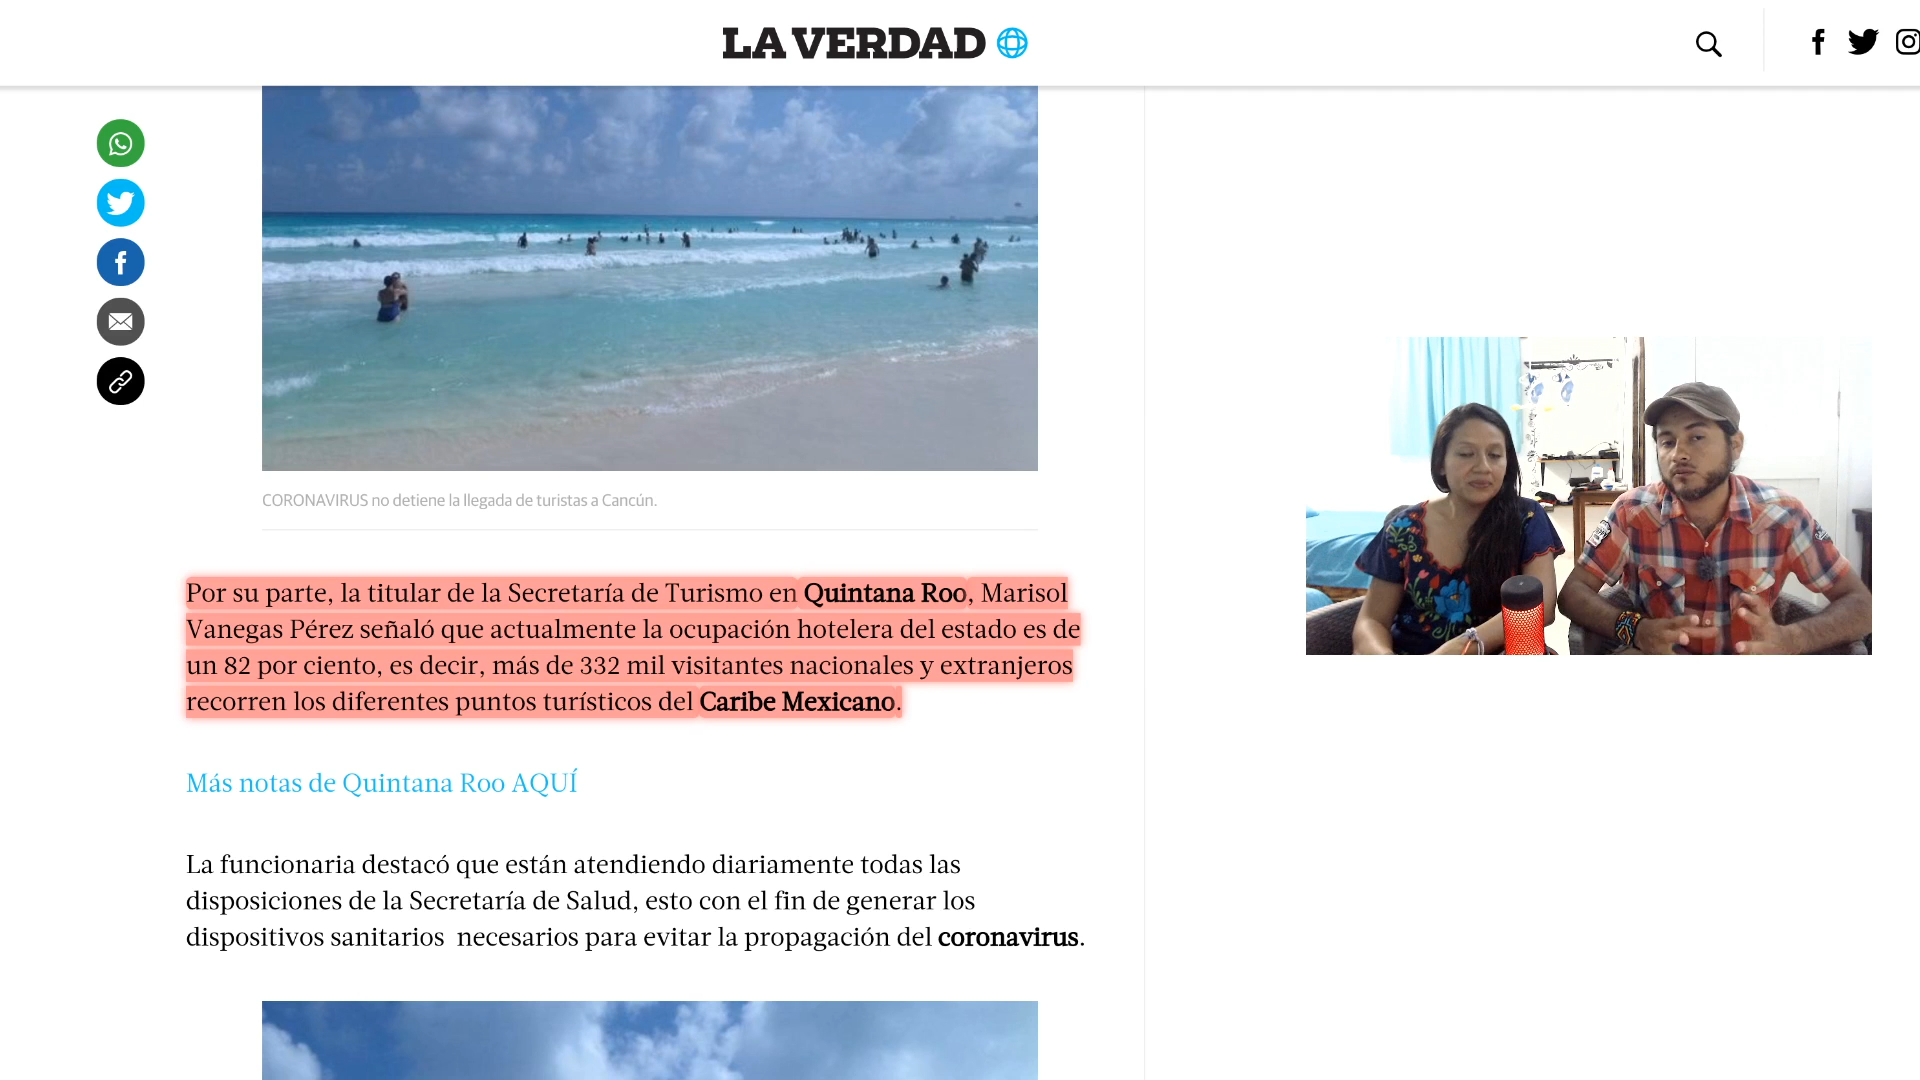 LA VERDAD
CORONAVIRUS no detiene la llegada de turistas a Cancún.
Por su parte, la titular de la Secretaría de Turismo en Quintana Roo, Marisol
Vanegas Pérez señaló que actualmente la ocupación hotelera del estado es de
un 82 por ciento, es decir, más de 332 mil visitantes nacionales y extranjeros
recorren los diferentes puntos turísticos del Caribe Mexicano.
Más notas de Quintana Roo AQUÍ
La funcionaria destacó que están atendiendo diariamente todas las
disposiciones de la Secretaría de Salud, esto con el fin de generar los
dispositivos sanitarios  necesarios para evitar la propagación del coronavirus.